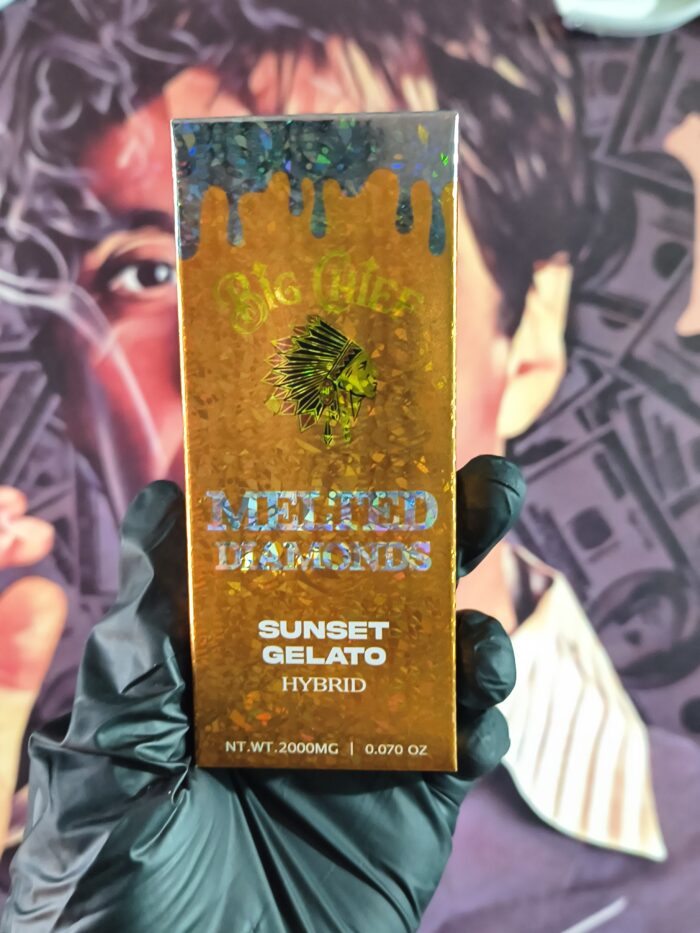 Big Chief
MELTED
DIAMONDS
SUNSET
GELATO
HYBRID
NT.WT.2000MG | 0.070 OZ